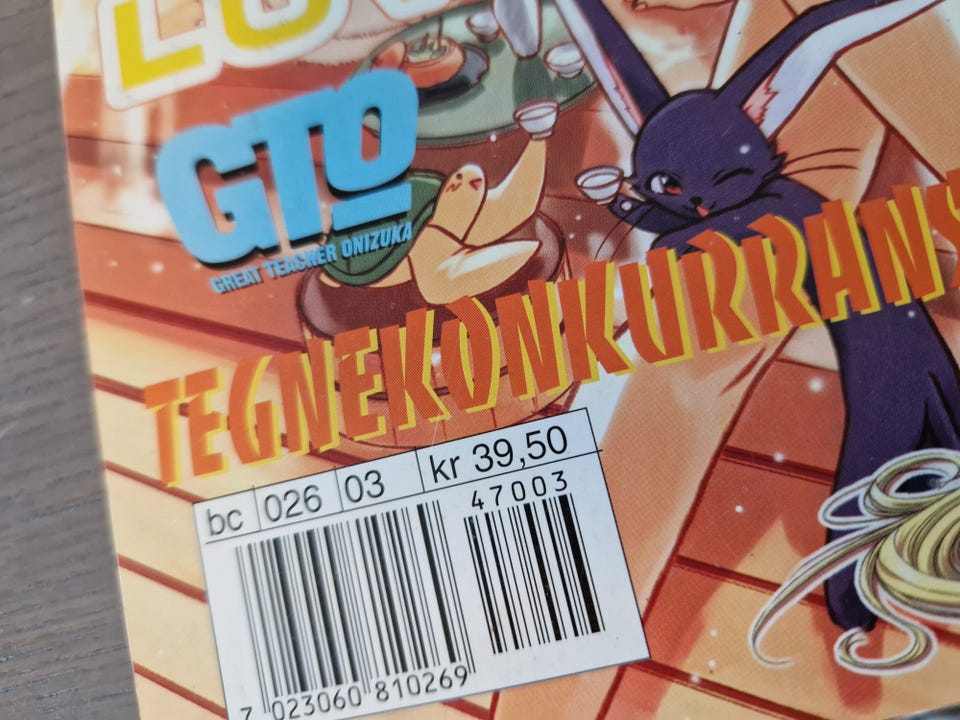 GTO
GREAT TEACHER ONIZUKA
TEGNEKONKURRANS
bc 026 03 kr 39,50
47003
7 023060 810269